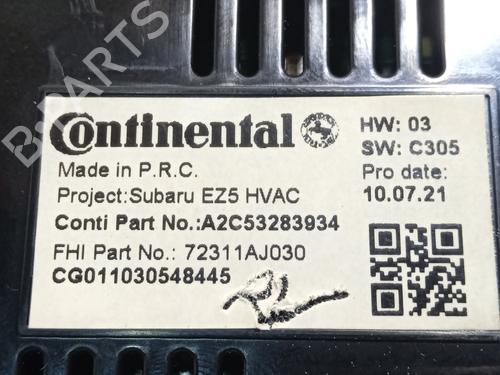 Continental
HW: 03
SW: C305
Made in P.R.C.
Pro date:
Project:Subaru EZ5 HVAC
10.07.21
Conti Part No.:A2C53283934
FHI Part No.: 72311AJ030
CG011030548445